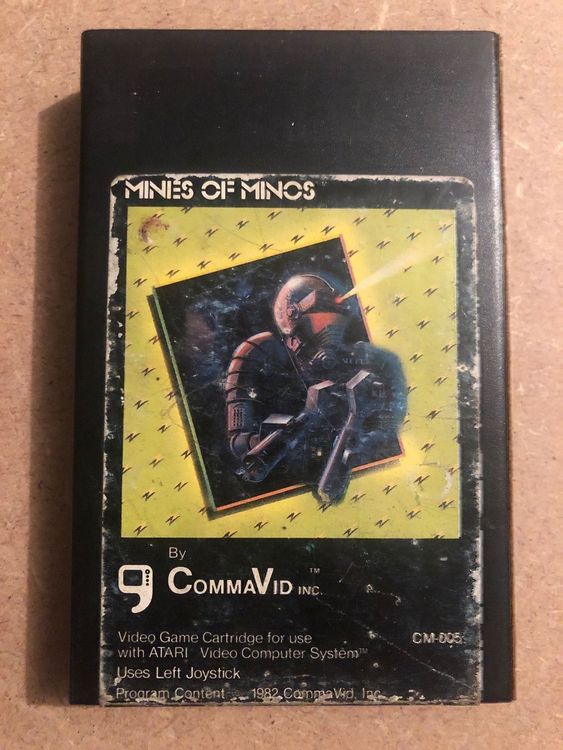 MINES OF MINOS
By
COMMAVID INC.™
Video Game Cartridge for use
with ATARI Video Computer System™
CM-005
Uses Left Joystick
Program Content 1982 CommaVid, Inc.